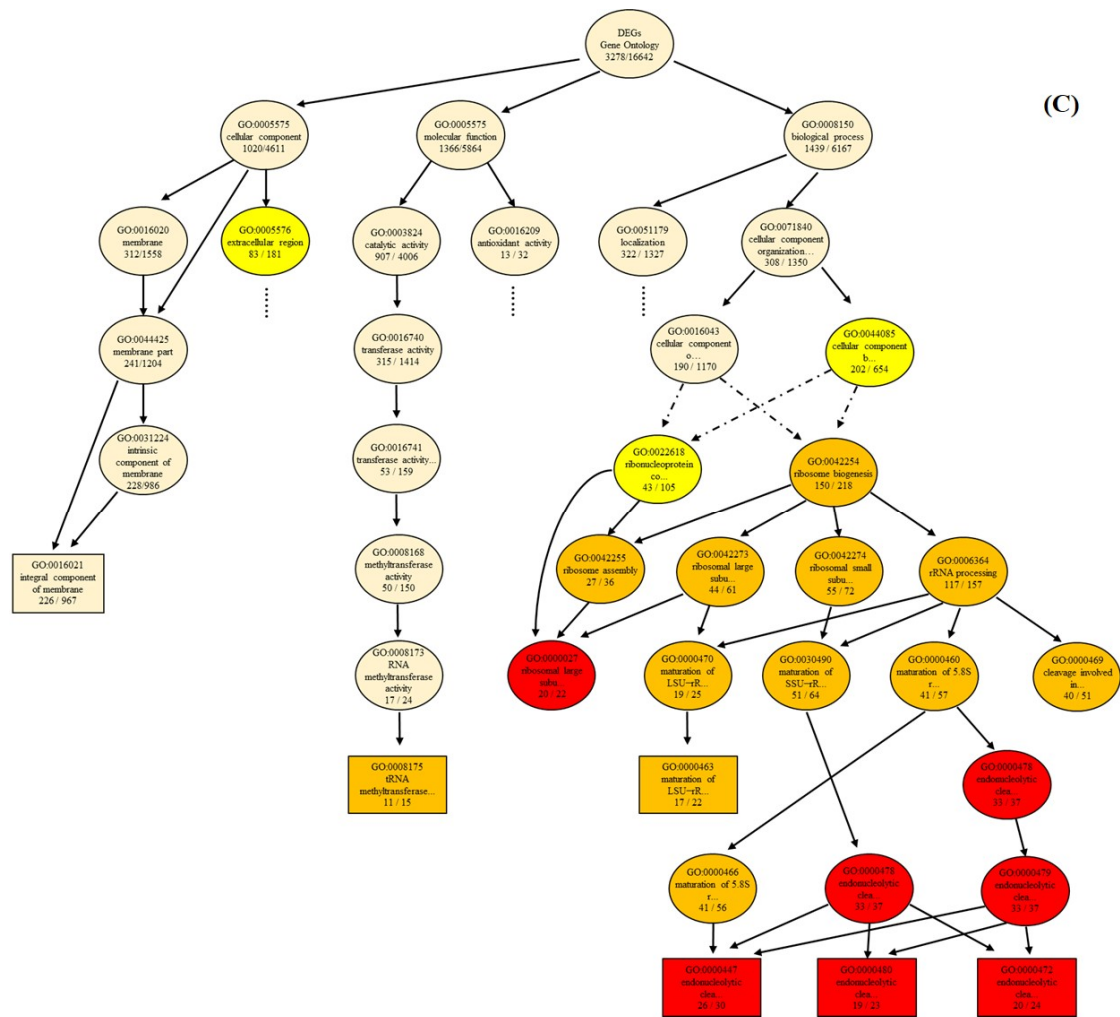 DEGs
Gene Ontology
3278/16642
(C)
GO:0005575
cellular component
1020/4611
GO:0005575
molecular function
1366/5864
GO:0008150
biological process
1439 / 6167
GO:0016020
membrane
312/1558
GO:0005576
extracellular region
83 / 181
GO:0003824
catalytic activity
907 / 4006
GO:0016209
antioxidant activity
13 / 32
GO:0051179
localization
322 / 1327
GO:0071840
cellular component
organization…
308 / 1350
GO:0044425
membrane part
241/1204
GO:0016740
transferase activity
315 / 1414
GO:0016043
cellular component
o…
190 / 1170
GO:0044085
cellular component
b…
202 / 654
GO:0031224
intrinsic
component of
membrane
228/986
GO:0016741
transferase activity…
53 / 159
GO:0022618
ribonucleoprotein
co…
43 / 105
GO:0042254
ribosome biogenesis
150 / 218
GO:0016021
integral component
of membrane
226 / 967
GO:0008168
methyltransferase
activity
50 / 150
GO:0042255
ribosome assembly
27 / 36
GO:0042273
ribosomal large
subu…
44 / 61
GO:0042274
ribosomal small
subu…
55 / 72
GO:0006364
rRNA processing
117 / 157
GO:0008173
RNA
methyltransferase
activity
17 / 24
GO:0000027
ribosomal large
subu…
20 / 22
GO:0000470
maturation of
LSU−rR…
19 / 25
GO:0030490
maturation of
SSU−rR…
51 / 64
GO:0000460
maturation of 5.8S
r…
41 / 57
GO:0000469
cleavage involved
in…
40 / 51
GO:0008175
tRNA
methyltransferase…
11 / 15
GO:0000463
maturation of
LSU−rR…
17 / 22
GO:0000478
endonucleolytic
clea…
33 / 37
GO:0000466
maturation of 5.8S
r…
41 / 56
GO:0000478
endonucleolytic
clea…
33 / 37
GO:0000479
endonucleolytic
clea…
33 / 37
GO:0000447
endonucleolytic
clea…
26 / 30
GO:0000480
endonucleolytic
clea…
19 / 23
GO:0000472
endonucleolytic
clea…
20 / 24